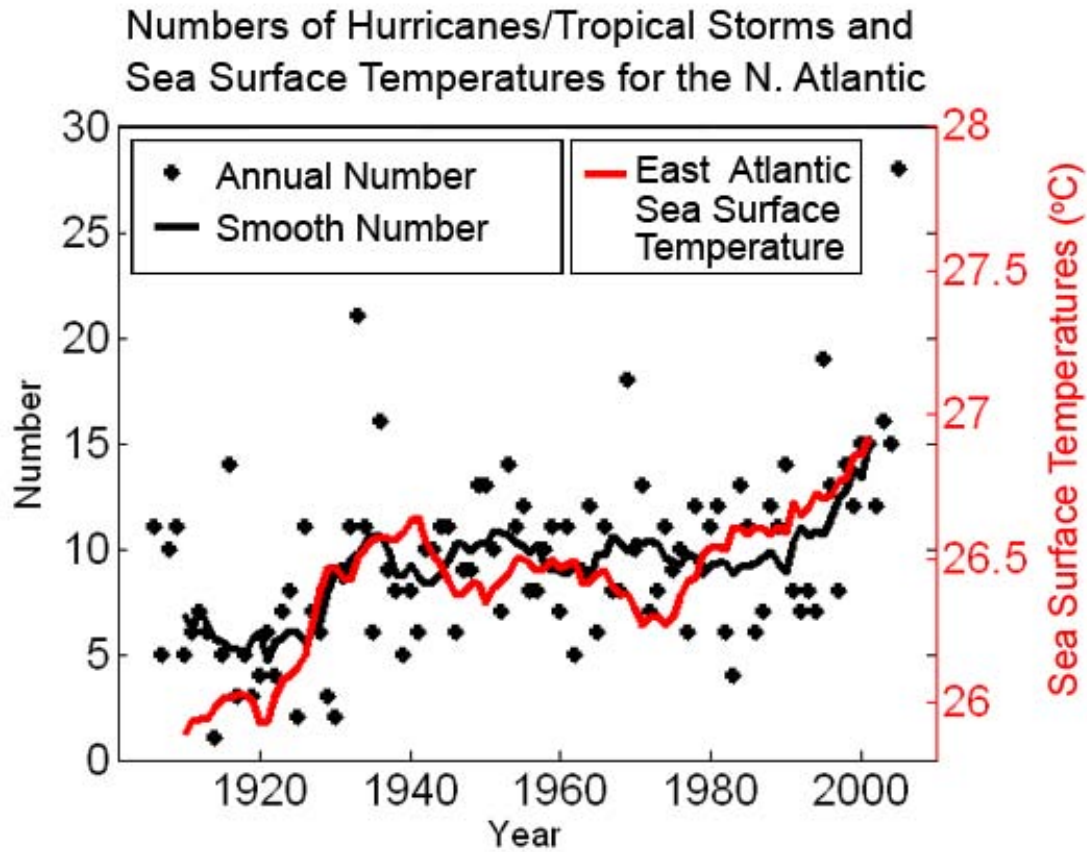 Numbers of Hurricanes/Tropical Storms and
Sea Surface Temperatures for the N. Atlantic
30
25
20
15
10
5
0
Number
Annual Number
Smooth Number
East Atlantic
Sea Surface
Temperature
28
27.5
27
26.5
26
Sea Surface Temperatures (°C)
1920 1940 1960 1980 2000
Year